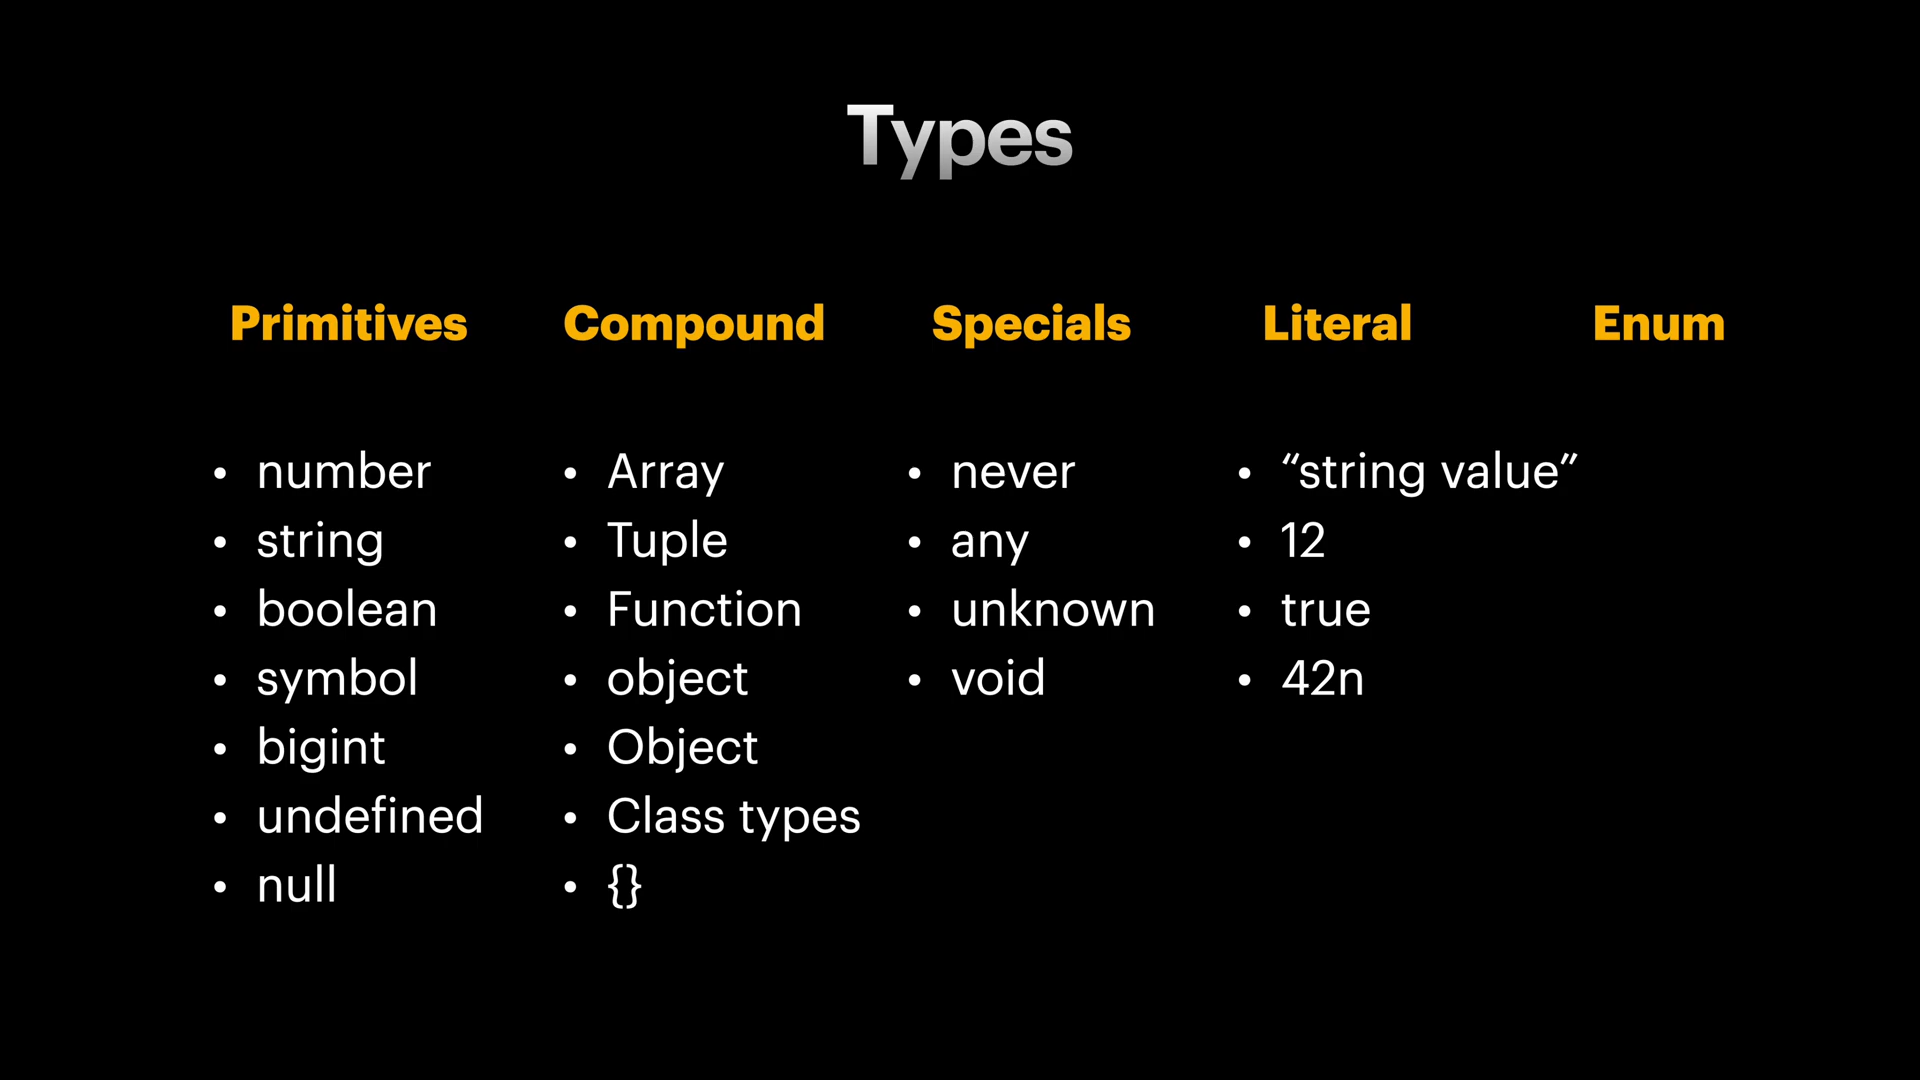 Types
Primitives
• number
• string
• boolean
• symbol
• bigint
• undefined
• null
Compound
• Array
• Tuple
• Function
• object
• Object
• Class types
• {}
Specials
• never
• any
• unknown
• void
Literal
• “string value”
• 12
• true
• 42n
Enum